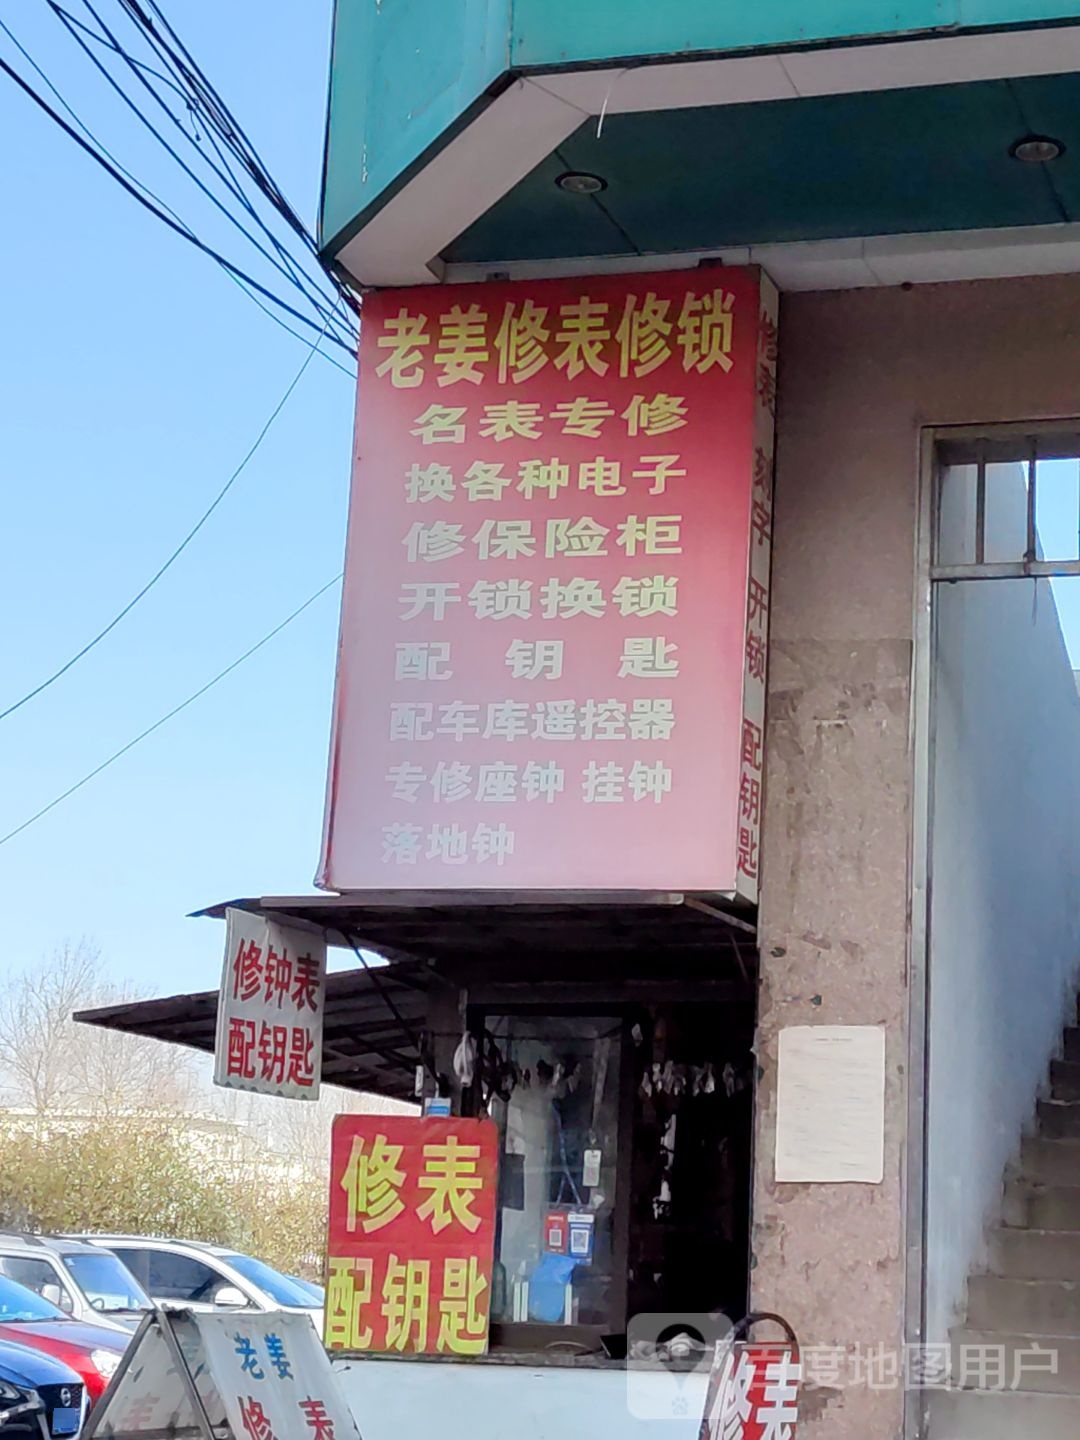 老姜修表修锁
名表专修
换各种电子
修保险柜
开锁换锁
配钥匙
配车库遥控器
专修座钟 挂钟
落地钟
修表 刻字 开锁 配钥匙
修钟表
配钥匙
修表
配钥匙
老姜
修表
修表
百度地图用户